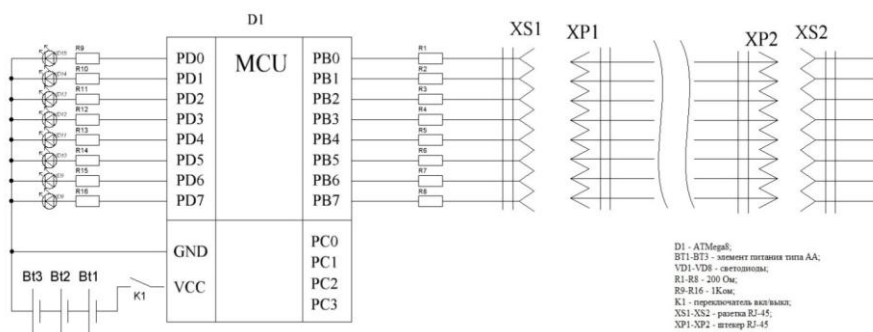 D1
XS1
XP1
XP2
XS2
MCU
R9
PD0
PB0
R1
R10
PD1
PB1
R2
R11
PD2
PB2
R3
R12
PD3
PB3
R4
R13
PD4
PB4
R5
R14
PD5
PB5
R6
R15
PD6
PB6
R7
R16
PD7
PB7
R8
GND
PC0
PC1
Bt3 Bt2 Bt1
K1
VCC
PC2
PC3
D1 - ATMega8;
BT1-BT3 - элемент питания типа АА;
VD1-VD8 - светодиоды;
R1-R8 - 200 Ом;
R9-R16 - 1Ком;
K1 - переключатель вкл/выкл;
XS1-XS2 - разетка RJ-45;
XP1-XP2 - штекер RJ-45